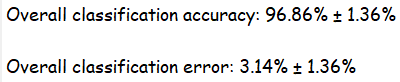 Overall classification accuracy: 96.86% ± 1.36%
Overall classification error: 3.14% ± 1.36%